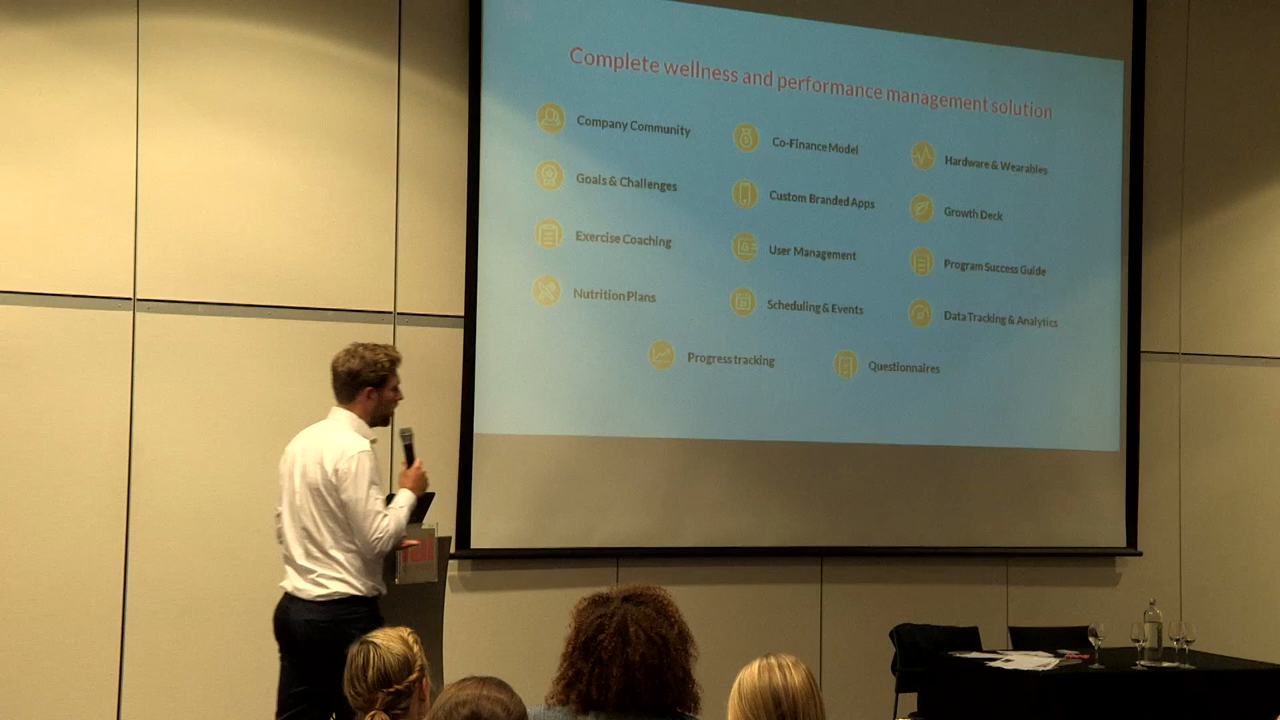 Complete wellness and performance management solution
Company Community
Co-Finance Model
Hardware & Wearables
Goals & Challenges
Custom Branded Apps
Growth Deck
Exercise Coaching
User Management
Program Success Guide
Nutrition Plans
Scheduling & Events
Data Tracking & Analytics
Progress tracking
Questionnaires